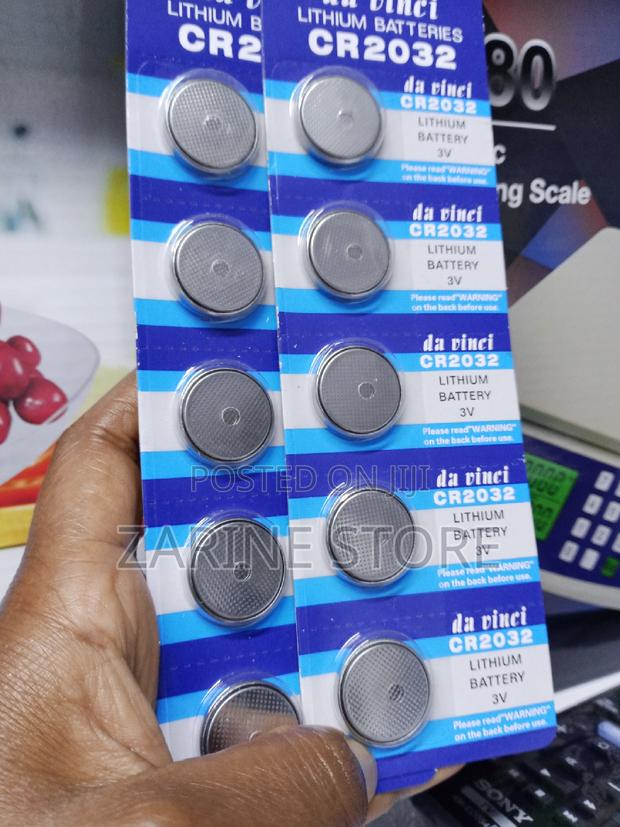 da vinci
LITHIUM BATTERIES
CR2032
LITHIUM B
CR2
80
c
ng Scale
da vinci
CR2032
LITHIUM
BATTERY
3V
Please read"WARNING"
on the back before use.
da vinci
CR2032
LITHIUM
BATTERY
3V
Please read"WARNING"
on the back before use.
da vinci
CR2032
LITHIUM
BATTERY
3V
Please read"WARNING"
on the back before use.
da vinci
CR2032
LITHIUM
BATTERY
3V
Please read"WARNING"
on the back before use.
da vinci
CR2032
LITHIUM
BATTERY
3V
Please read"WARNING"
on the back before use.
POSTED ON JIJI
ZARINE STORE
SONY